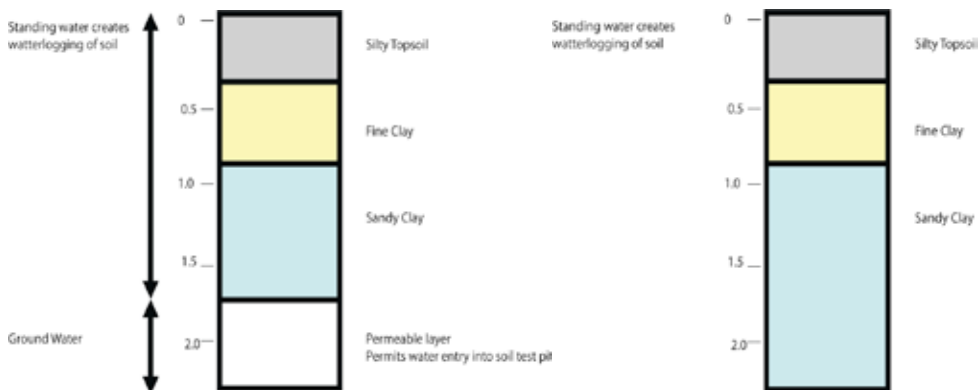 Standing water creates
watterlogging of soil
0
Silty Topsoil
0.5
Fine Clay
1.0
Sandy Clay
1.5
Ground Water
2.0
Permeable layer
Permits water entry into soil test pit
Standing water creates
watterlogging of soil
0
Silty Topsoil
0.5
Fine Clay
1.0
Sandy Clay
1.5
2.0